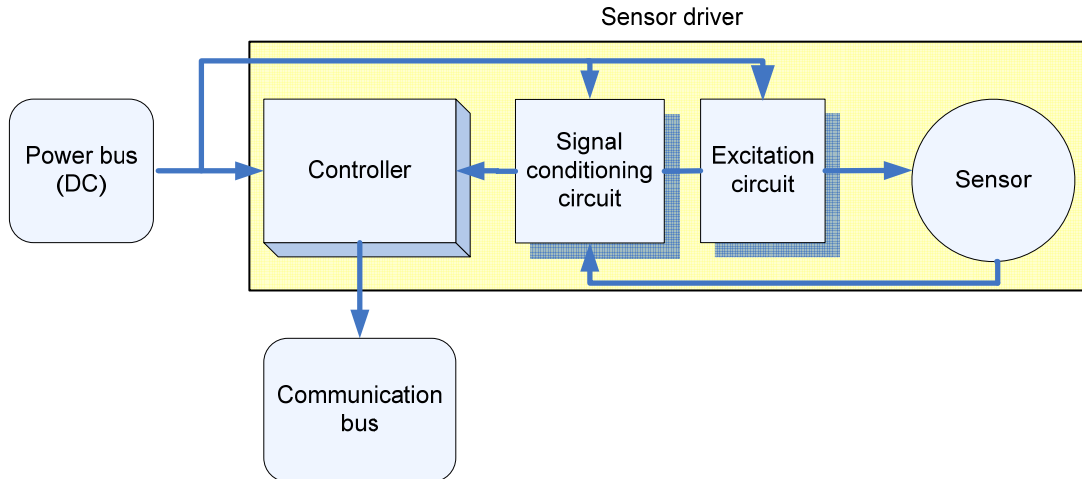 Sensor driver
Power bus
(DC)
Controller
Signal
conditioning
circuit
Excitation
circuit
Sensor
Communication
bus